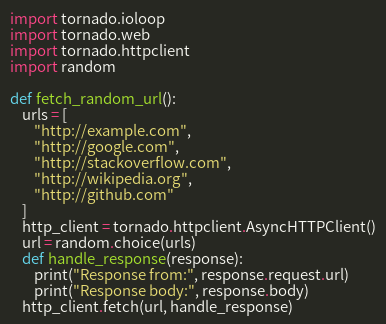 import tornado.ioloop
import tornado.web
import tornado.httpclient
import random
def fetch_random_url():
    urls = [
        "http://example.com",
        "http://google.com",
        "http://stackoverflow.com",
        "http://wikipedia.org",
        "http://github.com"
    ]
    http_client = tornado.httpclient.AsyncHTTPClient()
    url = random.choice(urls)
    def handle_response(response):
        print("Response from:", response.request.url)
        print("Response body:", response.body)
    http_client.fetch(url, handle_response)